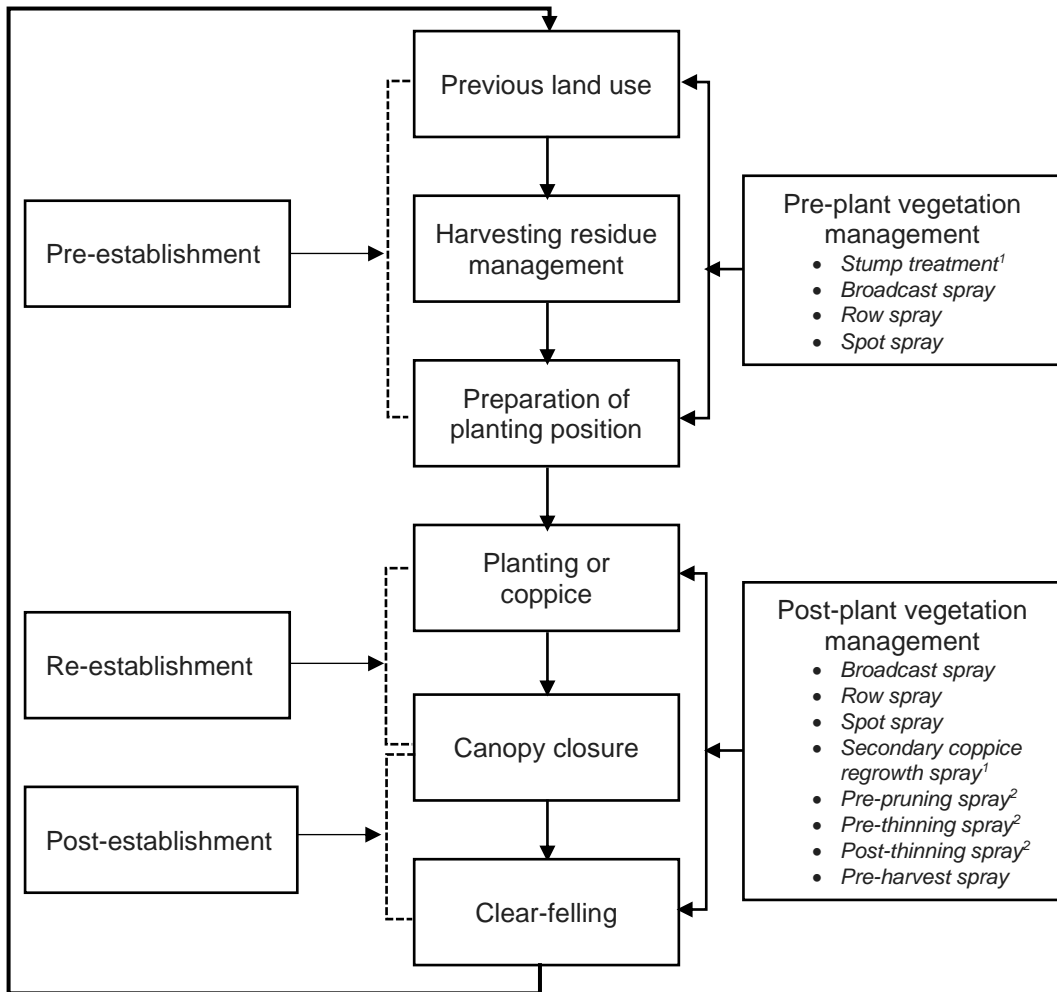 Previous land use
Pre-establishment
Harvesting residue
management
Pre-plant vegetation
management
• Stump treatment¹
• Broadcast spray
• Row spray
• Spot spray
Preparation of
planting position
Planting or
coppice
Re-establishment
Canopy closure
Post-establishment
Clear-felling
Post-plant vegetation
management
• Broadcast spray
• Row spray
• Spot spray
• Secondary coppice
regrowth spray¹
• Pre-pruning spray²
• Pre-thinning spray²
• Post-thinning spray²
• Pre-harvest spray